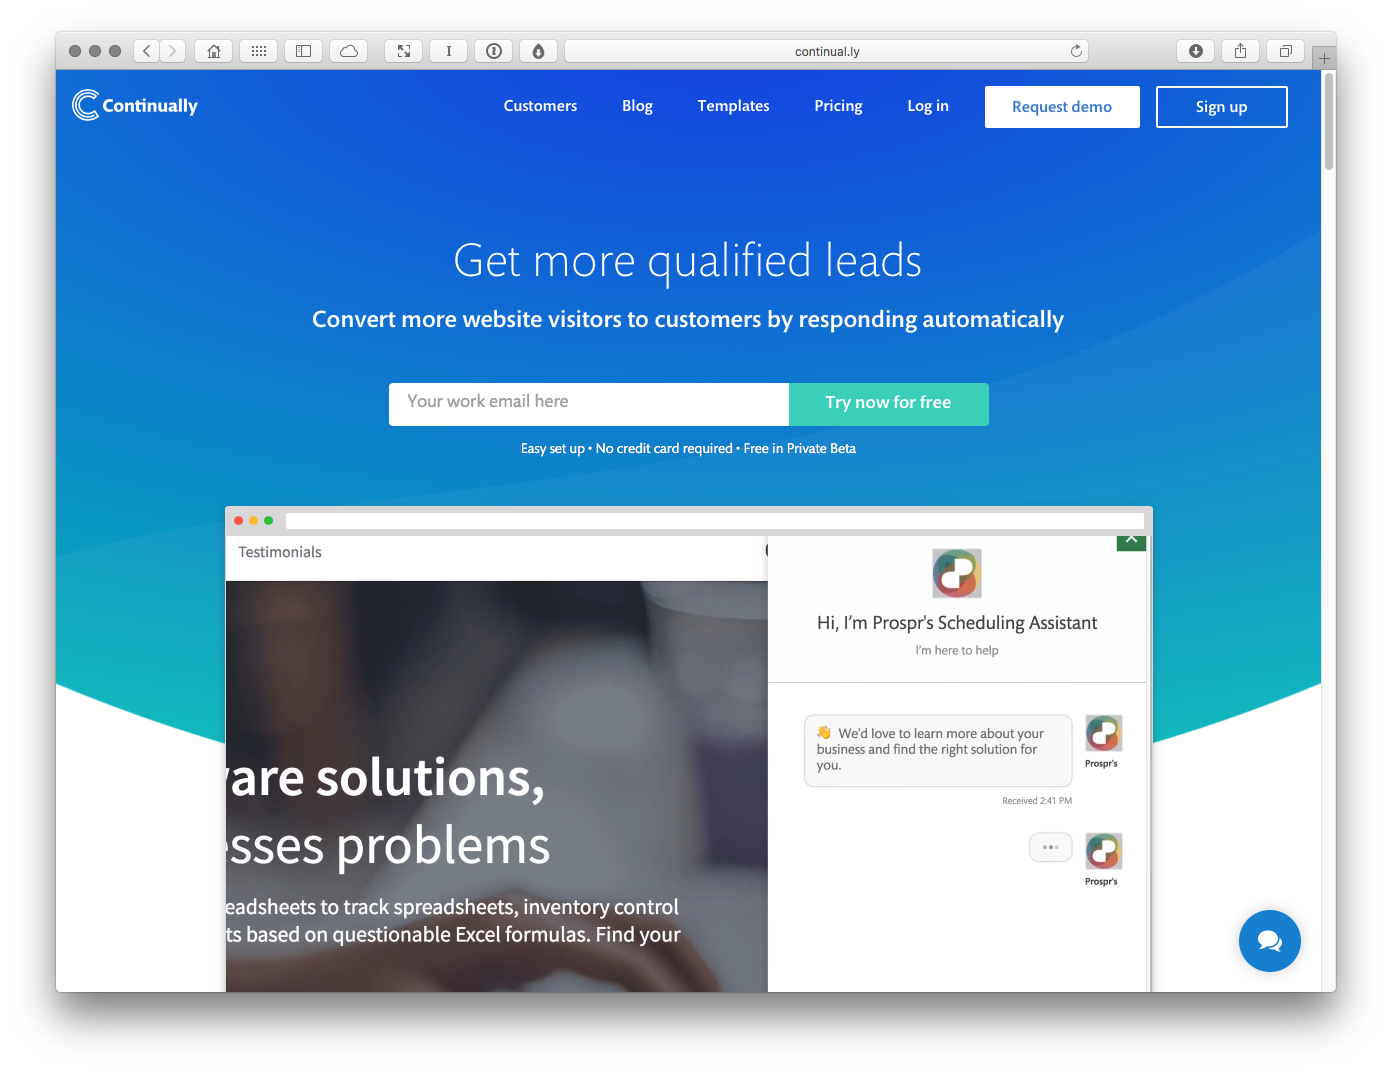 continual.ly
Continually
Customers
Blog
Templates
Pricing
Log in
Request demo
Sign up
Get more qualified leads
Convert more website visitors to customers by responding automatically
Your work email here
Try now for free
Easy set up • No credit card required • Free in Private Beta
Testimonials
Hi, I'm Prospr's Scheduling Assistant
I'm here to help
👋 We'd love to learn more about your
business and find the right solution for
you.
Prospr's
Received 2:41 PM
Prospr's
are solutions,
esses problems
eadsheets to track spreadsheets, inventory control
ts based on questionable Excel formulas. Find your